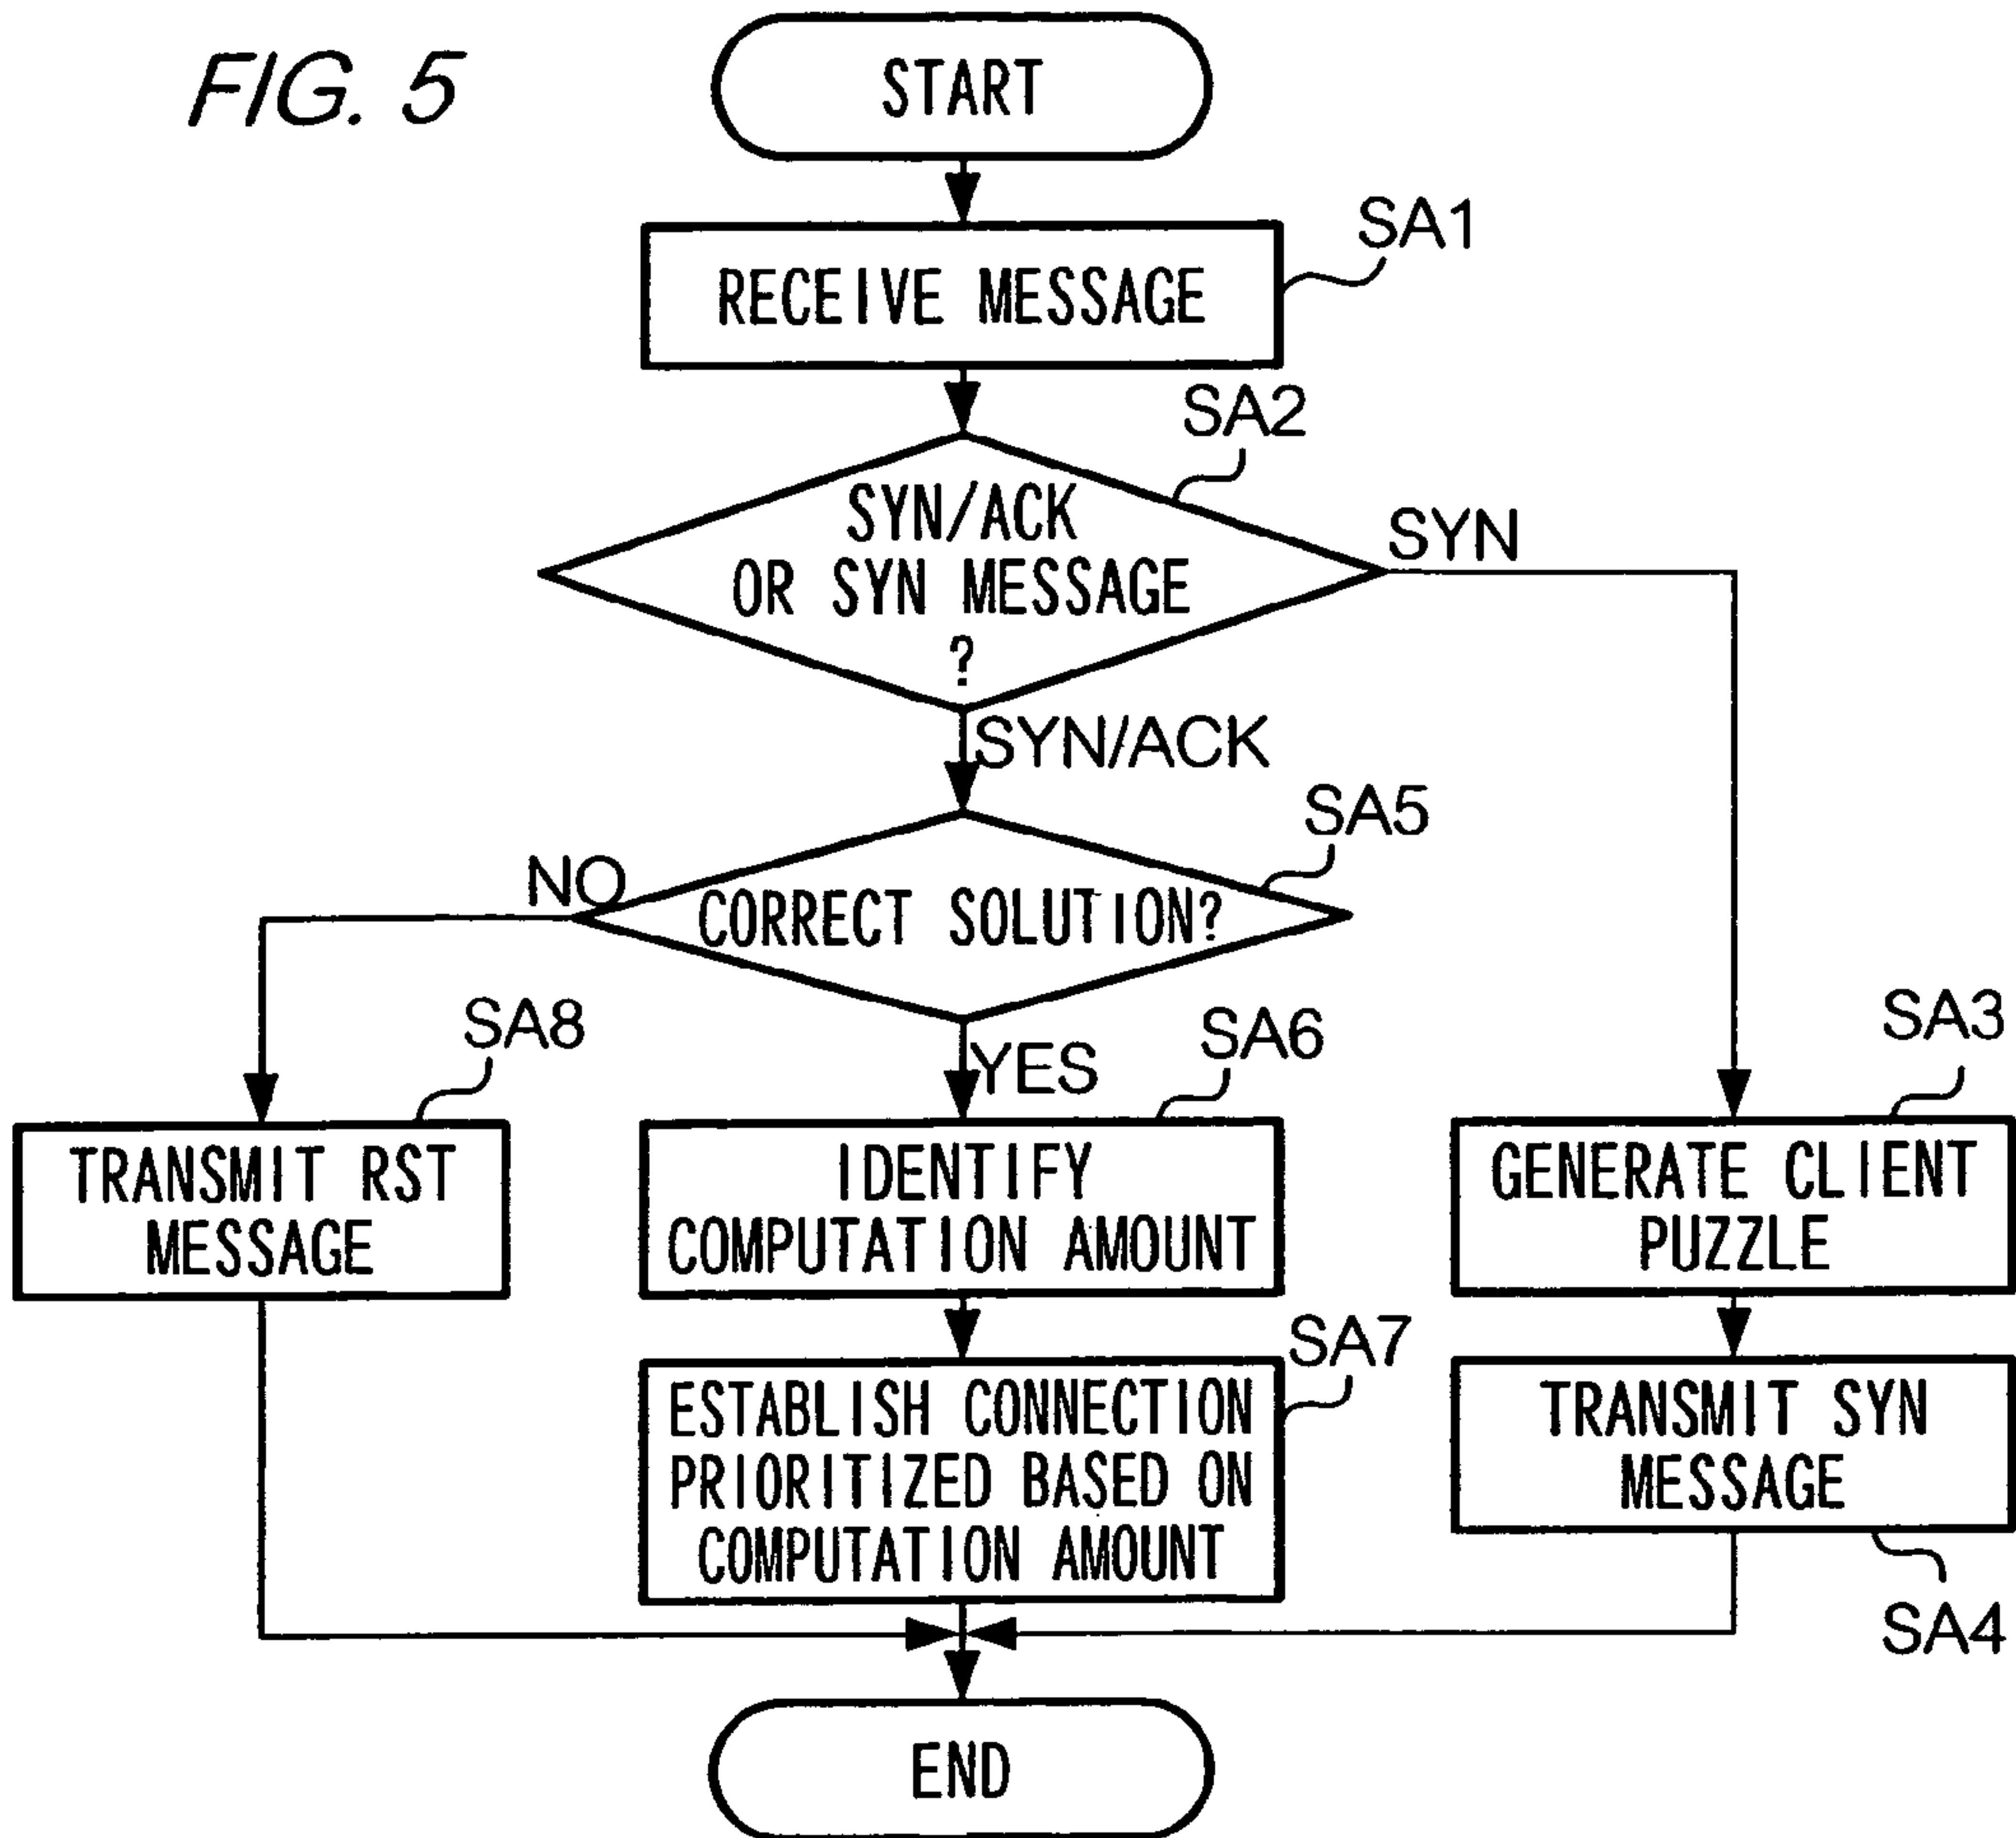 FIG. 5
START
SA1
RECEIVE MESSAGE
SA2
SYN/ACK
OR SYN MESSAGE
?
SYN
SYN/ACK
SA5
NO
CORRECT SOLUTION?
SA8
YES
SA6
SA3
TRANSMIT RST
MESSAGE
IDENTIFY
COMPUTATION AMOUNT
GENERATE CLIENT
PUZZLE
SA7
ESTABLISH CONNECTION
PRIORITIZED BASED ON
COMPUTATION AMOUNT
TRANSMIT SYN
MESSAGE
SA4
END